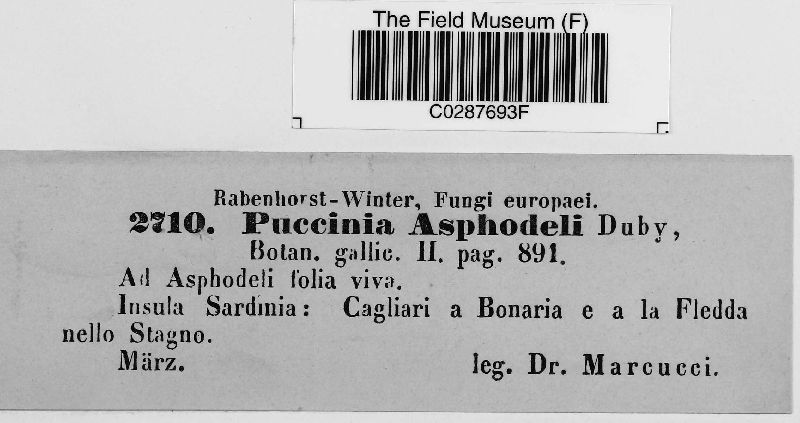 The Field Museum (F)
C0287693F
Rabenhorst-Winter, Fungi europaei.
2710. Puccinia Asphodeli Duby,
Botan. gallic. II. pag. 891.
Ad Asphodeli folia viva.
Insula Sardinia: Cagliari a Bonaria e a la Fledda
nello Stagno.
März. leg. Dr. Marcucci.